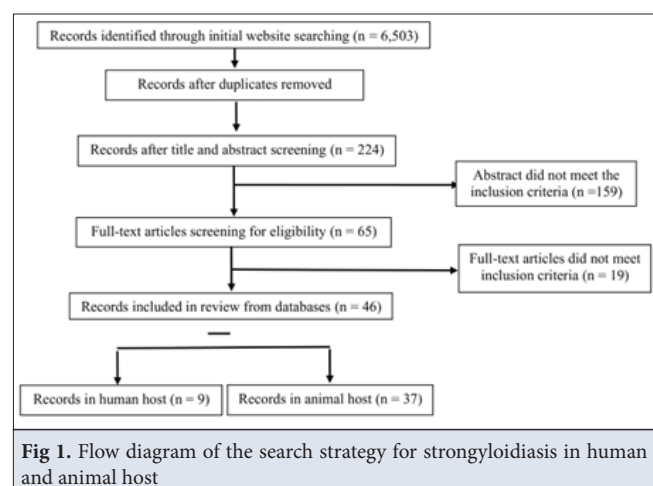 Records identified through initial website searching (n = 6,503)
Records after duplicates removed
Records after title and abstract screening (n = 224)
Abstract did not meet the
inclusion criteria (n =159)
Full-text articles screening for eligibility (n = 65)
Full-text articles did not meet
inclusion criteria (n = 19)
Records included in review from databases (n = 46)
Records in human host (n = 9)
Records in animal host (n = 37)
Fig 1. Flow diagram of the search strategy for strongyloidiasis in human
and animal host